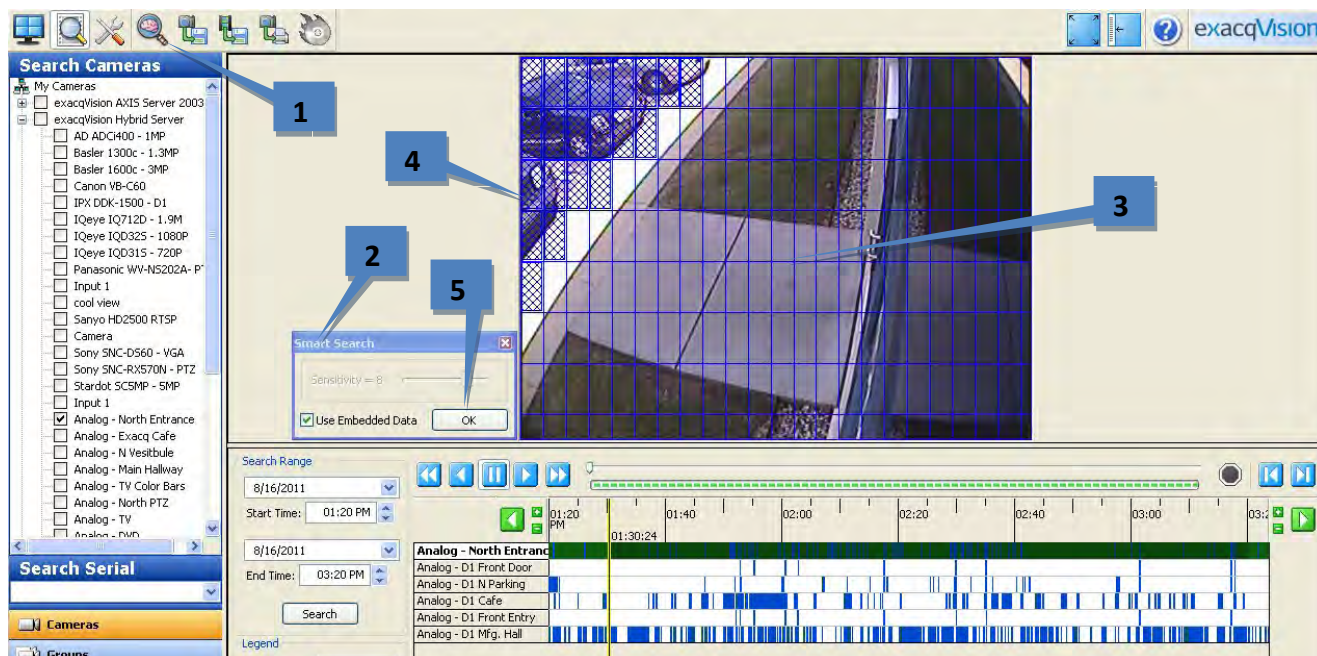 exacqVision
1
Search Cameras
My Cameras
exacqVision AXIS Server 2003
exacqVision Hybrid Server
AD ADCi400 - 1MP
Basler 1300c - 1.3MP
Basler 1600c - 3MP
Canon VB-C60
IPX DDK-1500 - D1
IQeye IQ712D - 1.9M
IQeye IQD32S - 1080P
IQeye IQD31S - 720P
Panasonic WV-NS202A- P
Input 1
cool view
Sanyo HD2500 RTSP
Camera
Sony SNC-DS60 - VGA
Sony SNC-RX570N - PTZ
Stardot SC5MP - 5MP
Input 1
Analog - North Entrance
Analog - Exacq Cafe
Analog - N Vesitbule
Analog - Main Hallway
Analog - TV Color Bars
Analog - North PTZ
Analog - TV
Analog - DVD
Search Serial
Cameras
Groups
4
3
2
5
Smart Search
Sensitivity = 8
Use Embedded Data
OK
Search Range
8/16/2011
Start Time: 01:20 PM
8/16/2011
End Time: 03:20 PM
Search
Legend
01:20 PM 01:40 02:00 02:20 02:40 03:00 03:2
01:30:24
Analog - North Entranc
Analog - D1 Front Door
Analog - D1 N Parking
Analog - D1 Cafe
Analog - D1 Front Entry
Analog - D1 Mfg. Hall